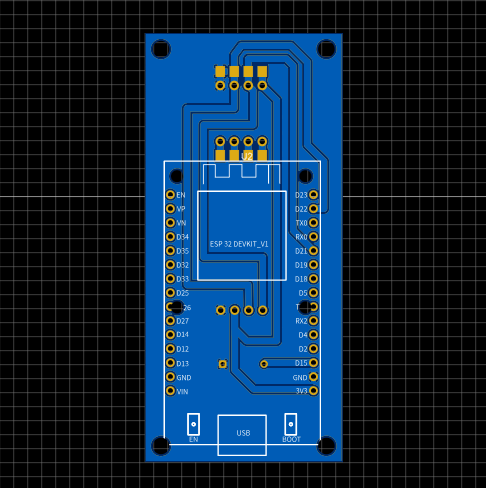 U2
EN
VP
VN
D34
D35
D32
D33
D25
26
D27
D14
D12
D13
GND
VIN
ESP 32 DEVKIT_V1
D23
D22
TX0
RX0
D21
D19
D18
D5
RX2
D4
D2
D15
GND
3V3
EN
USB
BOOT